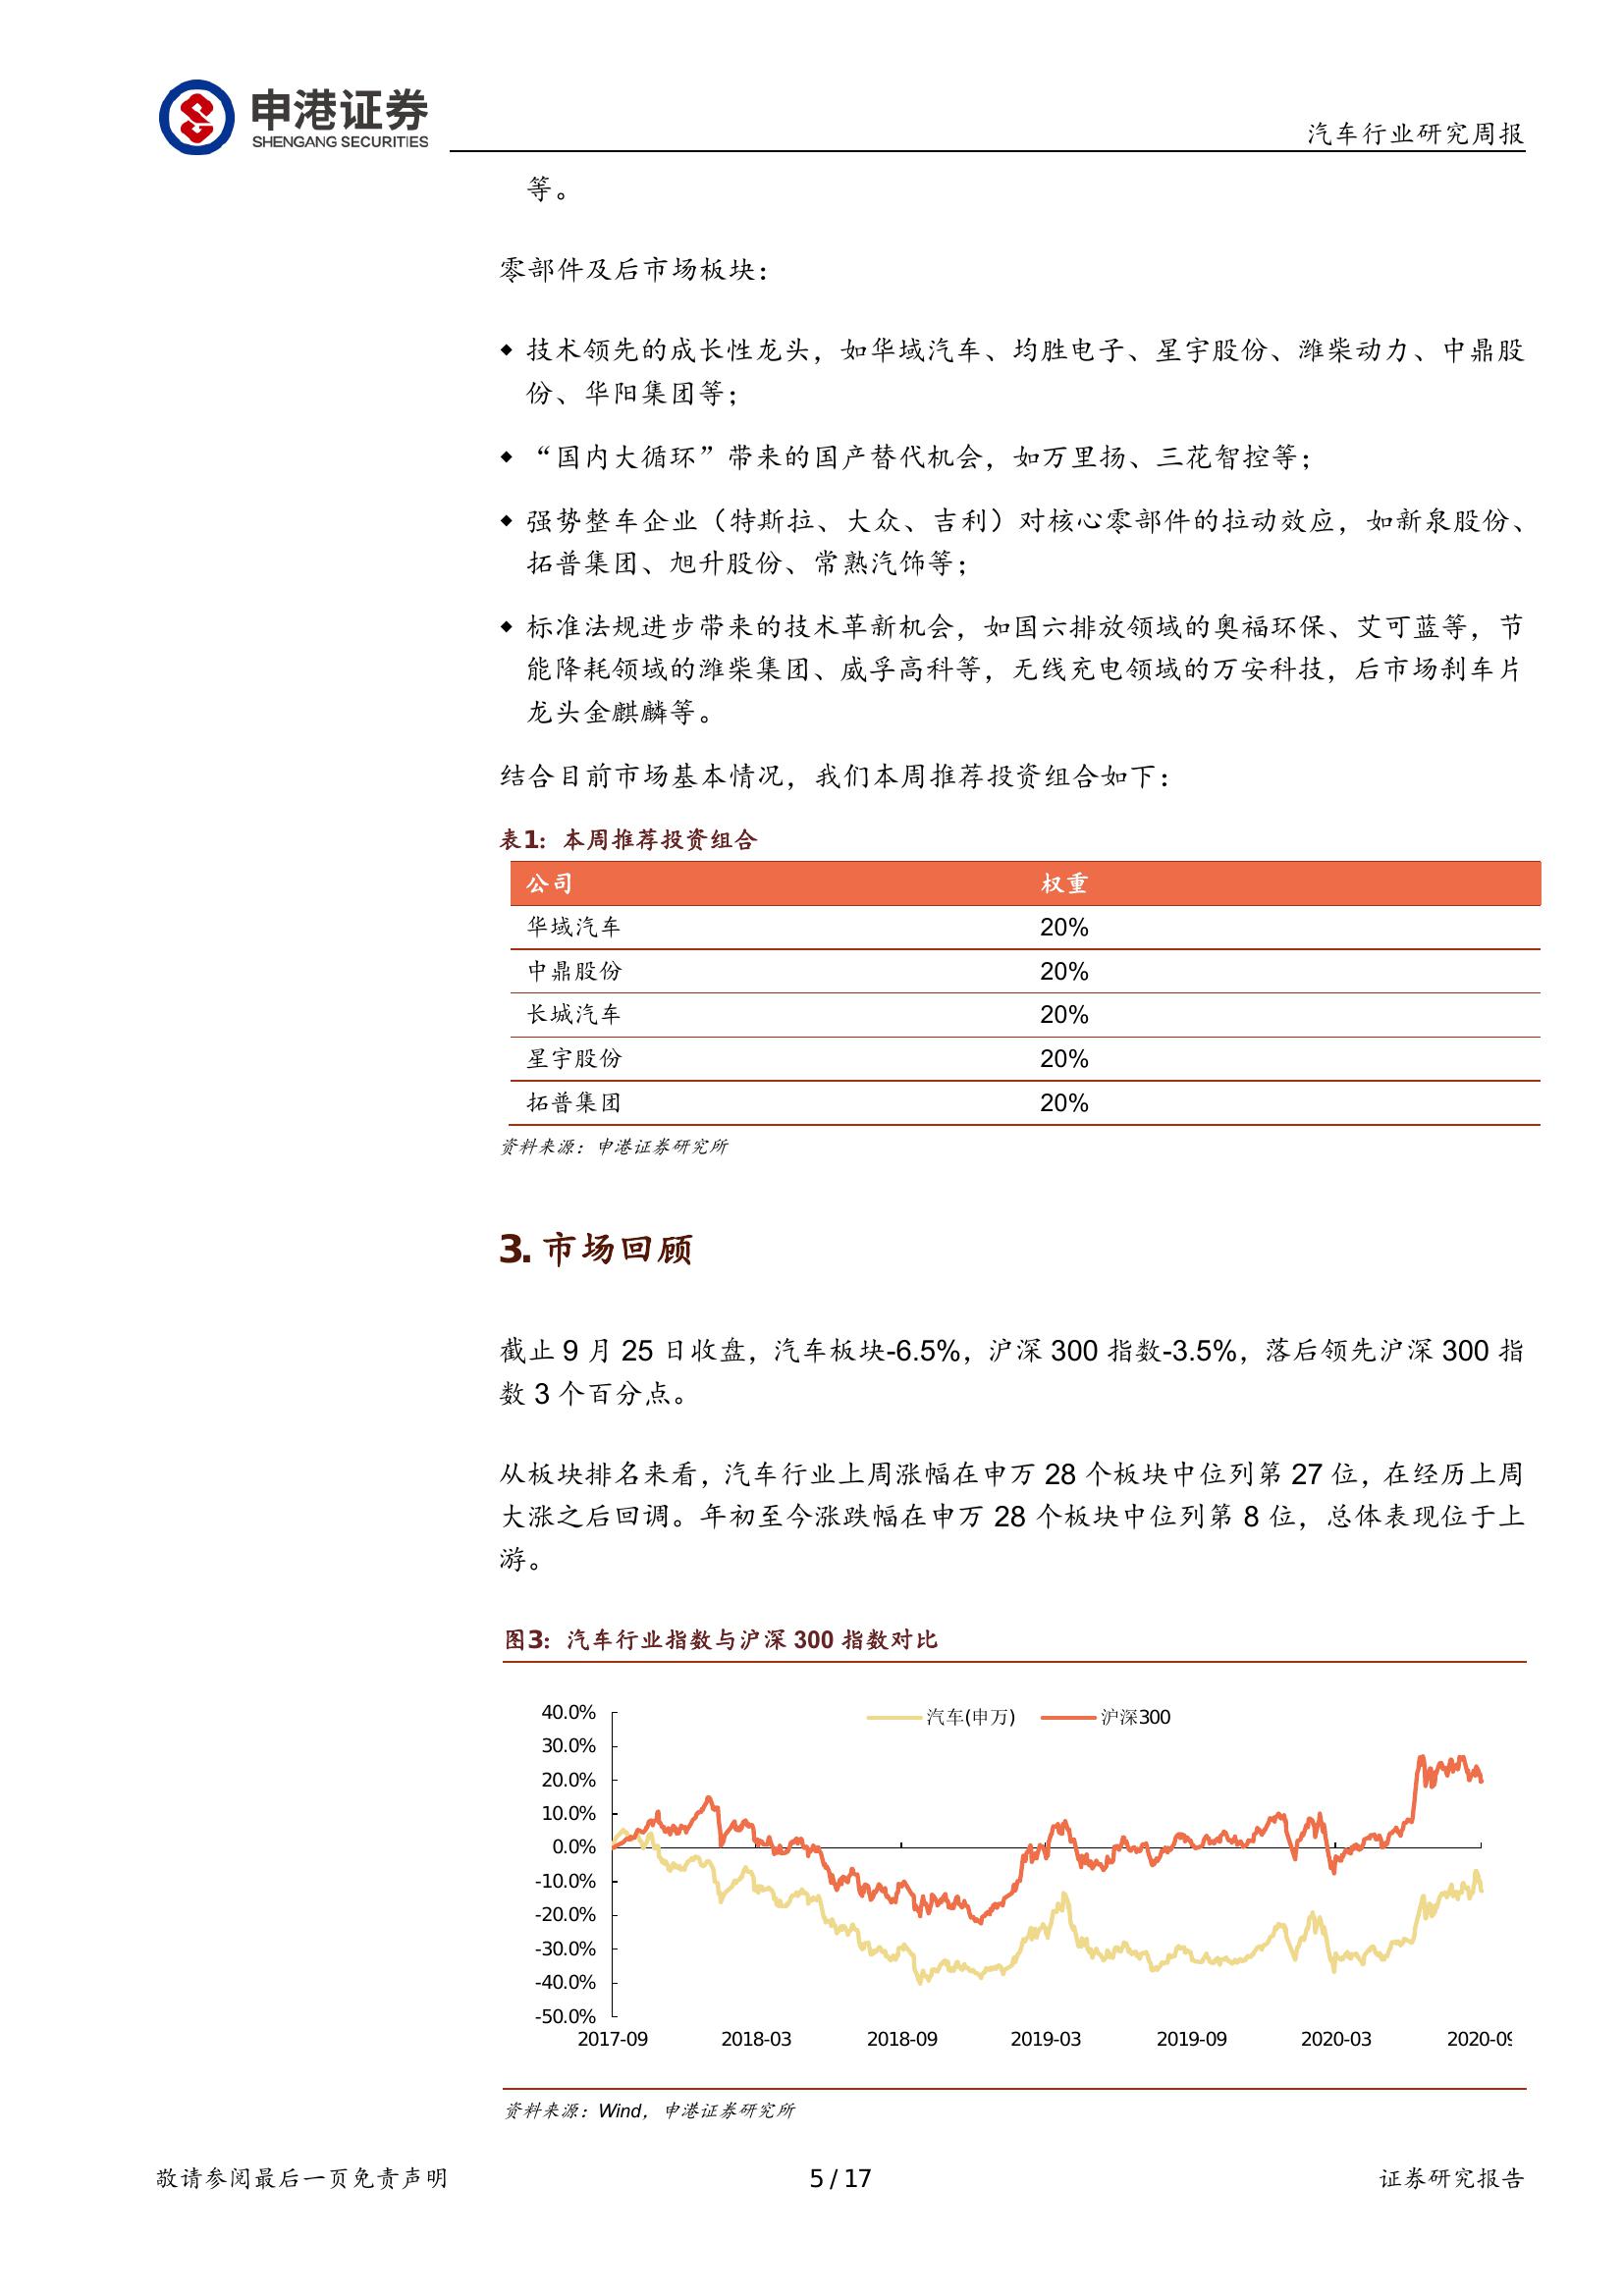 申港证券
SHENGANG SECURITIES
汽车行业研究周报
等。
零部件及后市场板块：
◆ 技术领先的成长性龙头，如华域汽车、均胜电子、星宇股份、潍柴动力、中鼎股
份、华阳集团等；
◆ “国内大循环”带来的国产替代机会，如万里扬、三花智控等；
◆ 强势整车企业（特斯拉、大众、吉利）对核心零部件的拉动效应，如新泉股份、
拓普集团、旭升股份、常熟汽饰等；
◆ 标准法规进步带来的技术革新机会，如国六排放领域的奥福环保、艾可蓝等，节
能降耗领域的潍柴集团、威孚高科等，无线充电领域的万安科技，后市场刹车片
龙头金麒麟等。
结合目前市场基本情况，我们本周推荐投资组合如下：
表1：本周推荐投资组合
公司 权重
华域汽车 20%
中鼎股份 20%
长城汽车 20%
星宇股份 20%
拓普集团 20%
资料来源：申港证券研究所
3. 市场回顾
截止 9 月 25 日收盘，汽车板块-6.5%，沪深 300 指数-3.5%，落后领先沪深 300 指
数 3 个百分点。
从板块排名来看，汽车行业上周涨幅在申万 28 个板块中位列第 27 位，在经历上周
大涨之后回调。年初至今涨跌幅在申万 28 个板块中位列第 8 位，总体表现位于上
游。
图3：汽车行业指数与沪深 300 指数对比
汽车(申万) 沪深300
40.0%
30.0%
20.0%
10.0%
0.0%
-10.0%
-20.0%
-30.0%
-40.0%
-50.0%
2017-09 2018-03 2018-09 2019-03 2019-09 2020-03 2020-09
资料来源：Wind，申港证券研究所
敬请参阅最后一页免责声明 5 / 17 证券研究报告